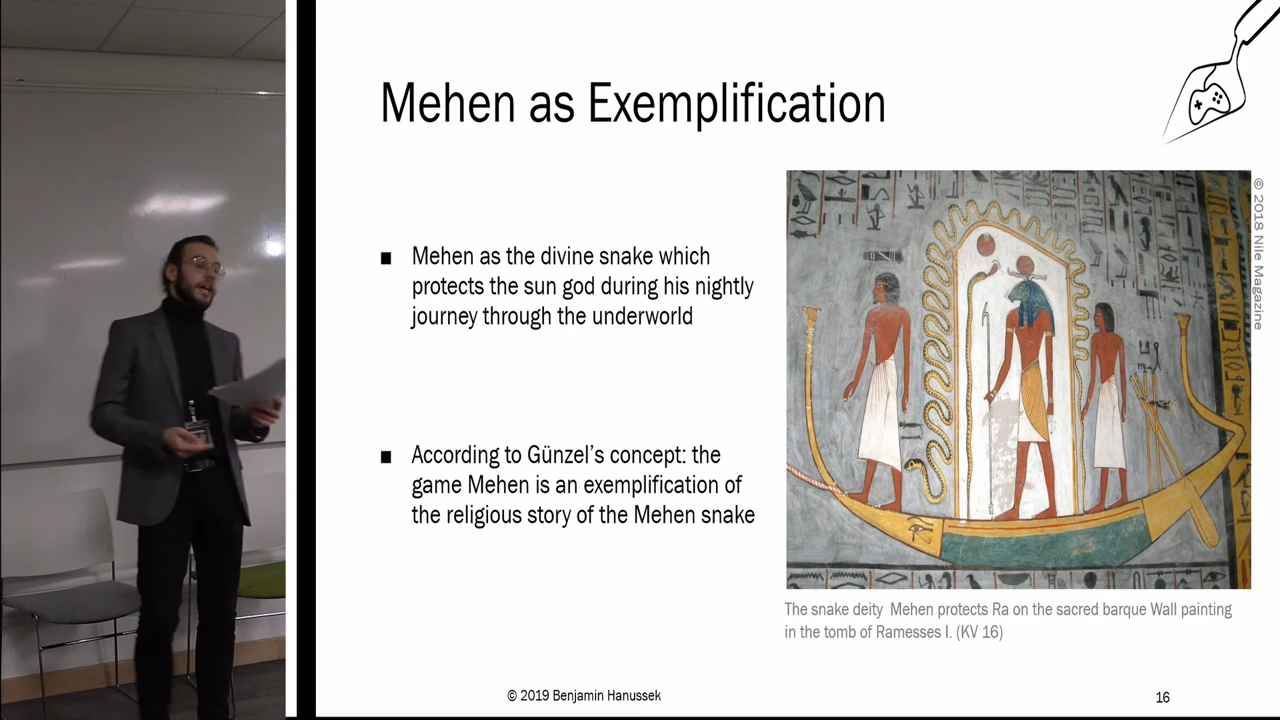 Mehen as Exemplification
■ Mehen as the divine snake which
protects the sun god during his nightly
journey through the underworld
■ According to Günzel’s concept: the
game Mehen is an exemplification of
the religious story of the Mehen snake
© 2018 Nile Magazine
The snake deity  Mehen protects Ra on the sacred barque Wall painting
in the tomb of Ramesses I. (KV 16)
© 2019 Benjamin Hanussek
16